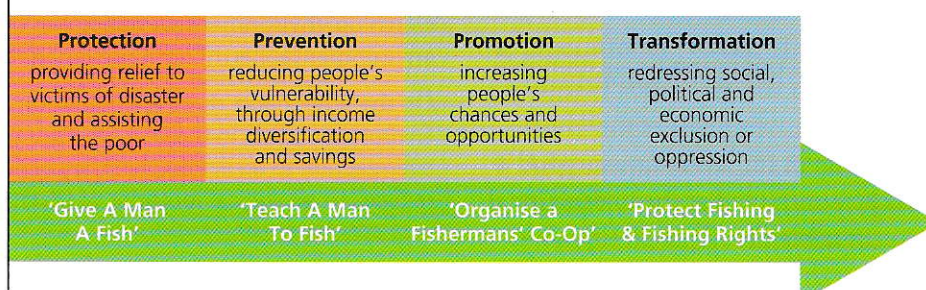 Protection
providing relief to
victims of disaster
and assisting
the poor
Prevention
reducing people's
vulnerability,
through income
diversification
and savings
Promotion
increasing
people's
chances and
opportunities
Transformation
redressing social,
political and
economic
exclusion or
oppression
'Give A Man
A Fish'
'Teach A Man
To Fish'
'Organise a
Fishermans' Co-Op'
'Protect Fishing
& Fishing Rights'